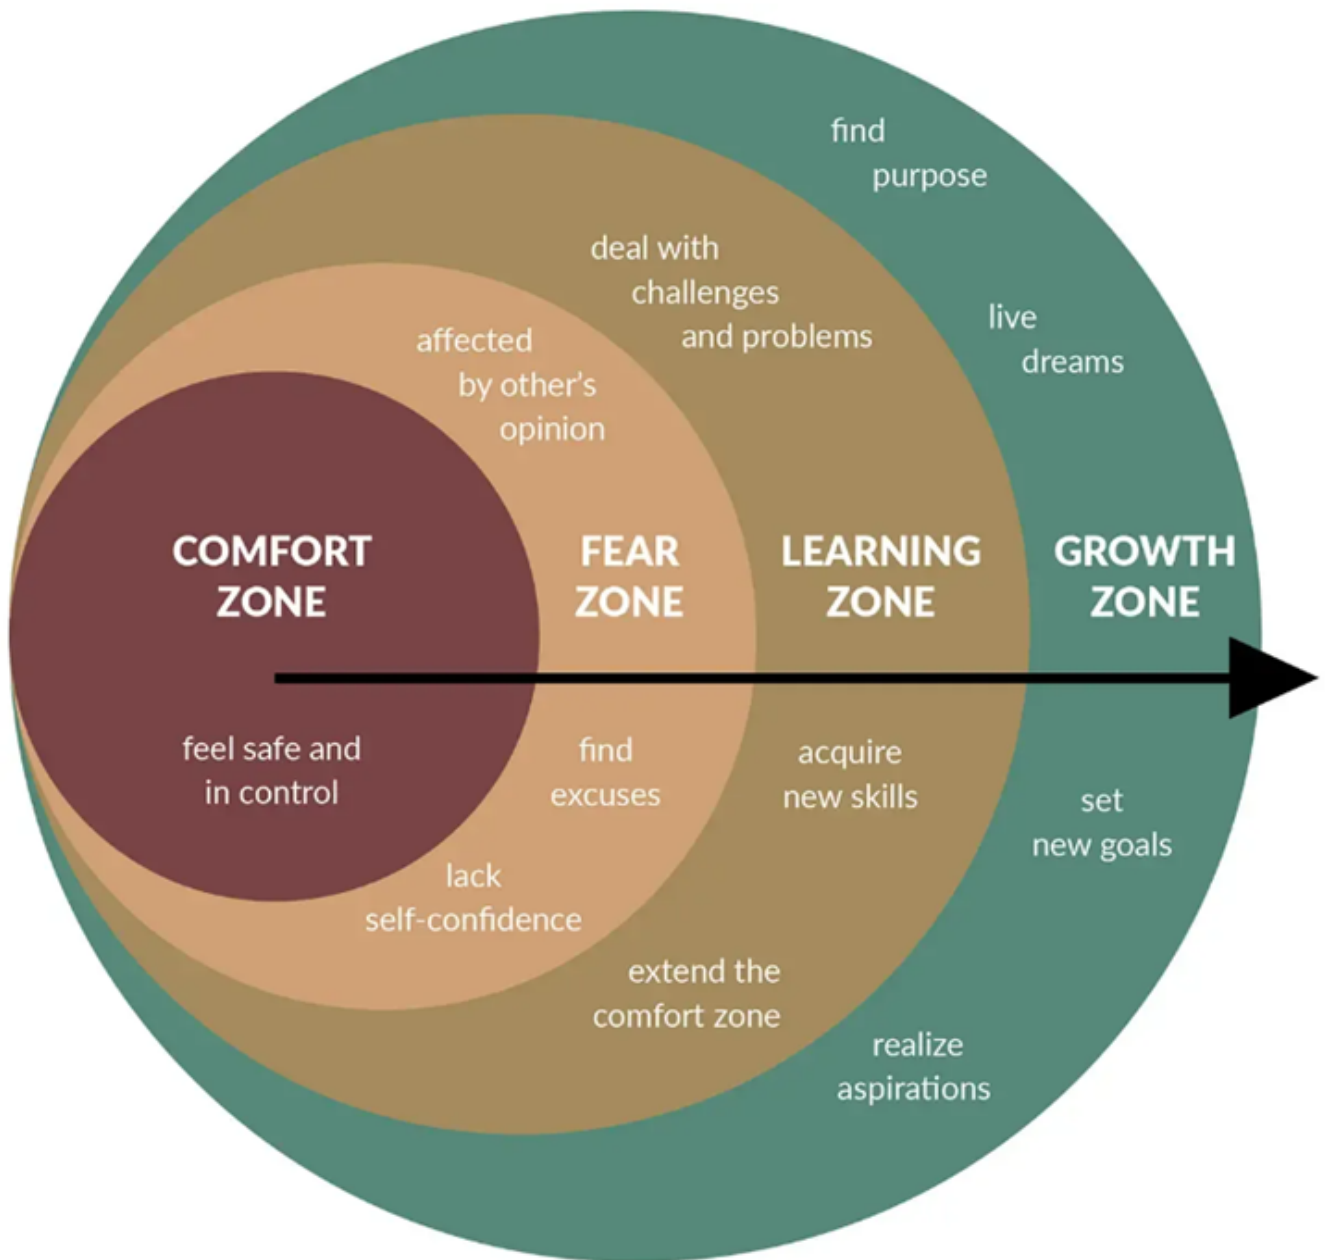 COMFORT
ZONE
feel safe and
in control
FEAR
ZONE
affected
by other’s
opinion
find
excuses
lack
self-confidence
LEARNING
ZONE
deal with
challenges
and problems
acquire
new skills
extend the
comfort zone
GROWTH
ZONE
find
purpose
live
dreams
set
new goals
realize
aspirations